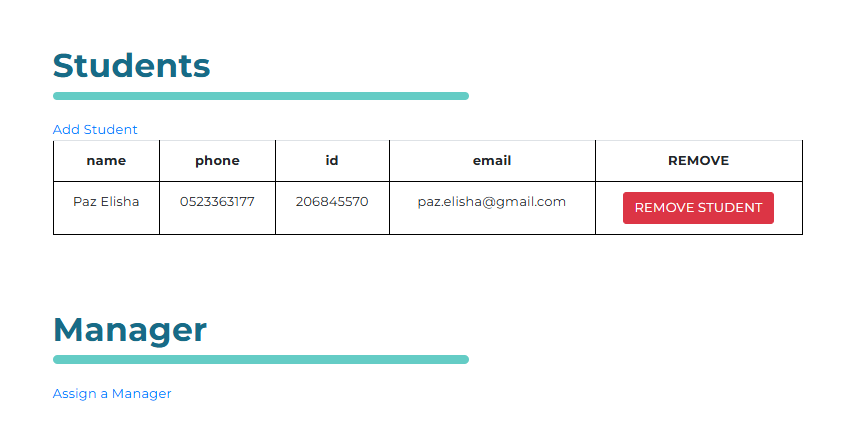 Students
Add Student
name phone id email REMOVE
Paz Elisha 0523363177 206845570 paz.elisha@gmail.com REMOVE STUDENT
Manager
Assign a Manager